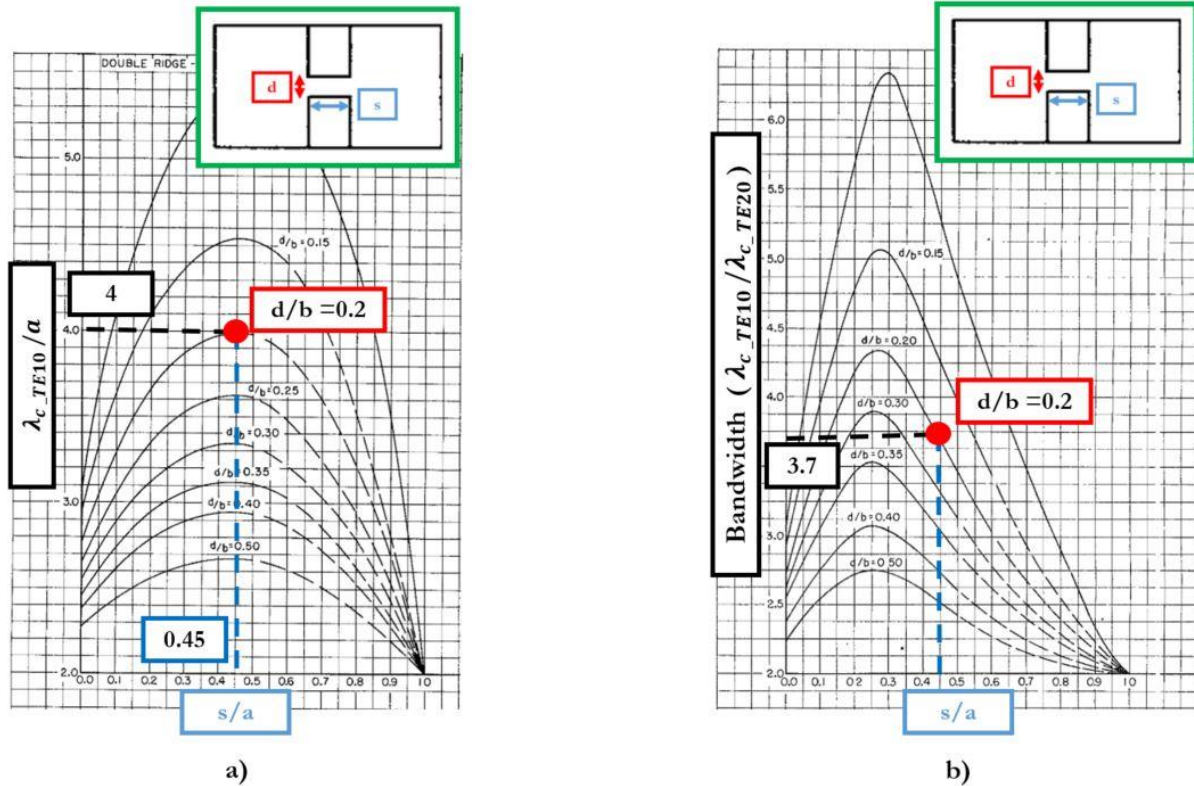 DOUBLE RIDGE -
d
s
5.0
d/b=0.15
4
d/b =0.2
4.0
λc_TE10 /a
d/b=0.25
d/b=0.30
d/b=0.35
3.0
d/b=0.40
d/b=0.50
0.45
2.0
0.0 0.1 0.2 0.3 0.4 0.5 0.6 0.7 0.8 0.9 1.0
s/a
a)
d
s
6.0
5.5
5.0
d/b=0.15
4.5
d/b=0.20
4.0
d/b =0.2
Bandwidth (λc_TE10/λc_TE20)
d/b=0.30
3.7
d/b=0.35
3.0
d/b=0.40
d/b=0.50
2.5
2.0
0.0 0.1 0.2 0.3 0.4 0.5 0.6 0.7 0.8 0.9 1.0
s/a
b)